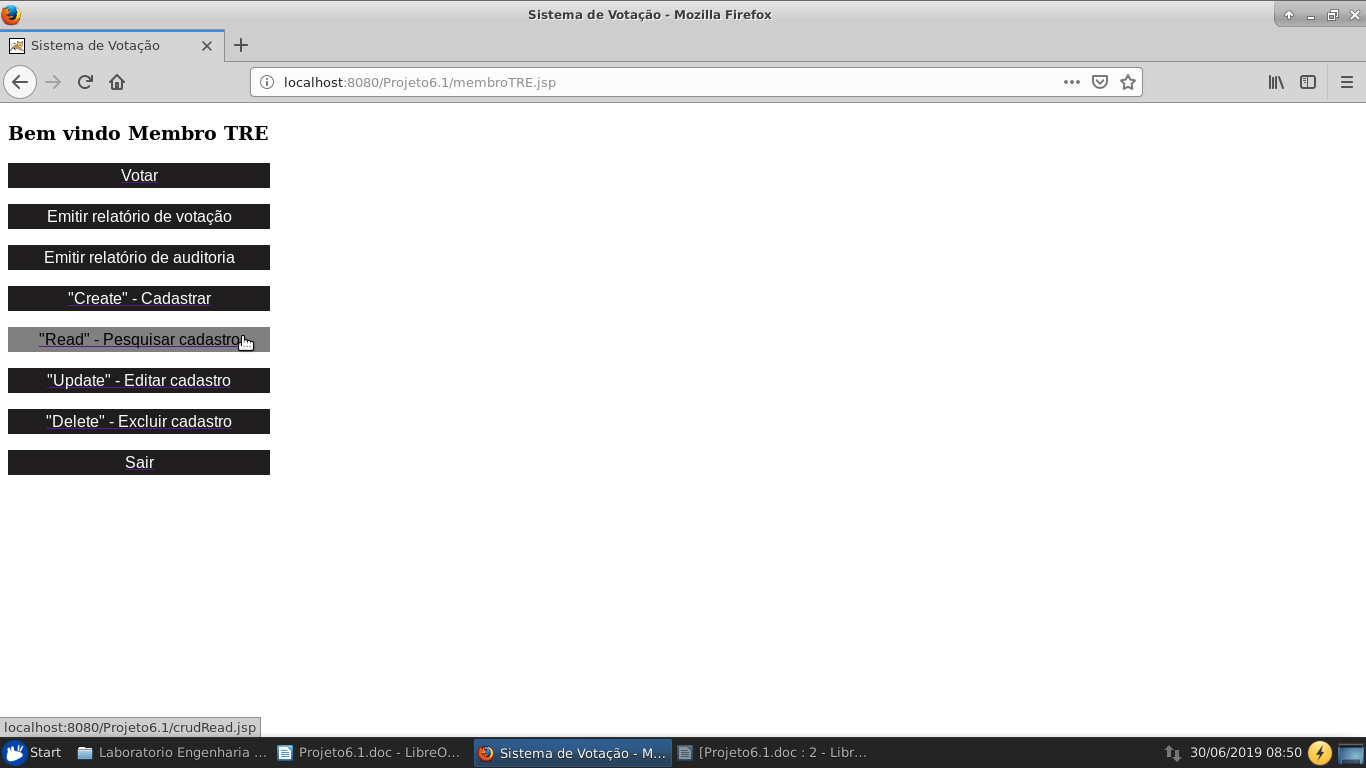 Sistema de Votação - Mozilla Firefox
Sistema de Votação
localhost:8080/Projeto6.1/membroTRE.jsp
Bem vindo Membro TRE
Votar
Emitir relatório de votação
Emitir relatório de auditoria
"Create" - Cadastrar
"Read" - Pesquisar cadastro
"Update" - Editar cadastro
"Delete" - Excluir cadastro
Sair
localhost:8080/Projeto6.1/crudRead.jsp
Start Laboratorio Engenharia ... Projeto6.1.doc - LibreO... Sistema de Votação - M... [Projeto6.1.doc : 2 - Libr... 30/06/2019 08:50